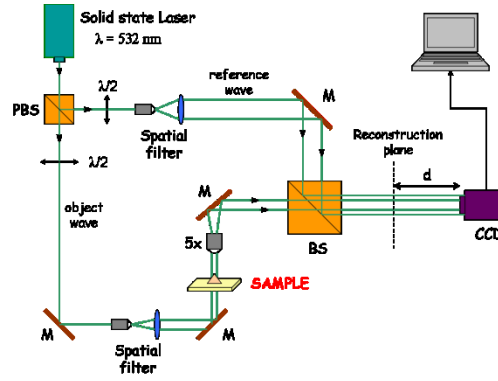 Solid state Laser
λ = 532 nm
PBS
λ/2
reference
wave
M
Spatial
filter
λ/2
Reconstruction
plane
d
object
wave
M
5x
BS
CCD
SAMPLE
M
Spatial
filter
M